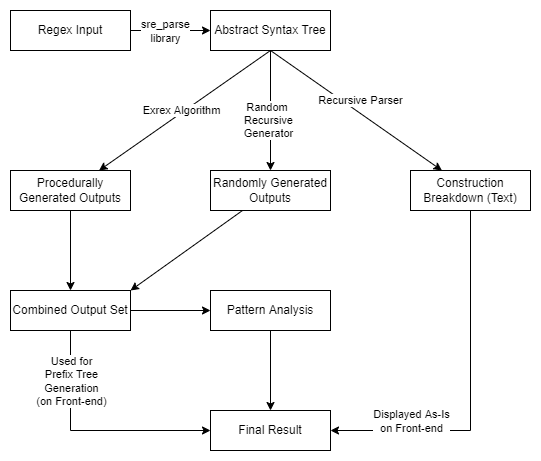 Regex Input
sre_parse
library
Abstract Syntax Tree
Exrex Algorithm
Random
Recursive
Generator
Recursive Parser
Procedurally
Generated Outputs
Randomly Generated
Outputs
Construction
Breakdown (Text)
Combined Output Set
Pattern Analysis
Used for
Prefix Tree
Generation
(on Front-end)
Displayed As-Is
on Front-end
Final Result